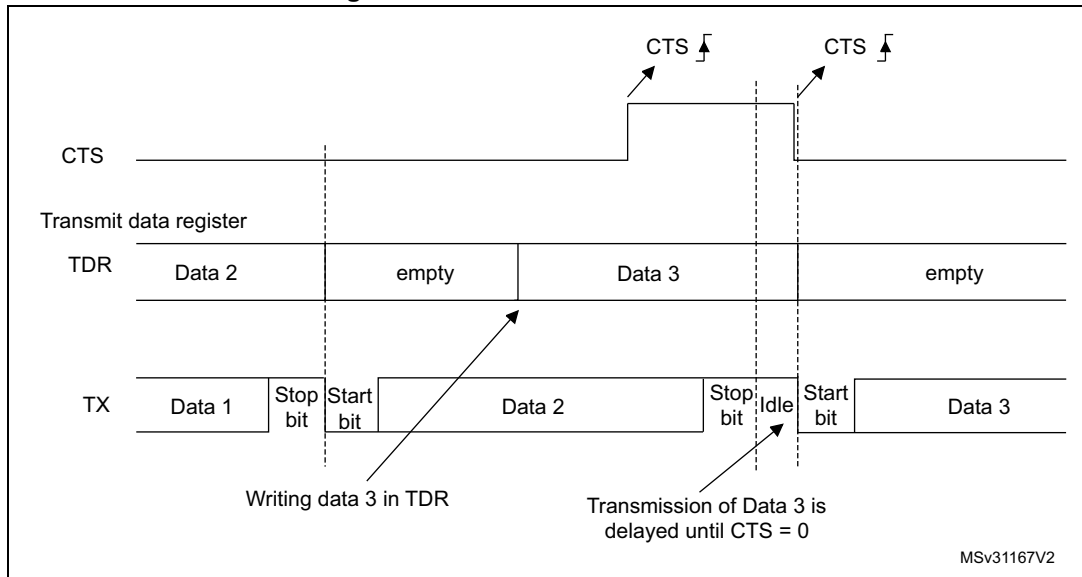 CTS
CTS
CTS
Transmit data register
TDR
Data 2
empty
Data 3
empty
TX
Data 1
Stop
bit
Start
bit
Data 2
Stop
bit
Idle
Start
bit
Data 3
Writing data 3 in TDR
Transmission of Data 3 is
delayed until CTS = 0
MSv31167V2